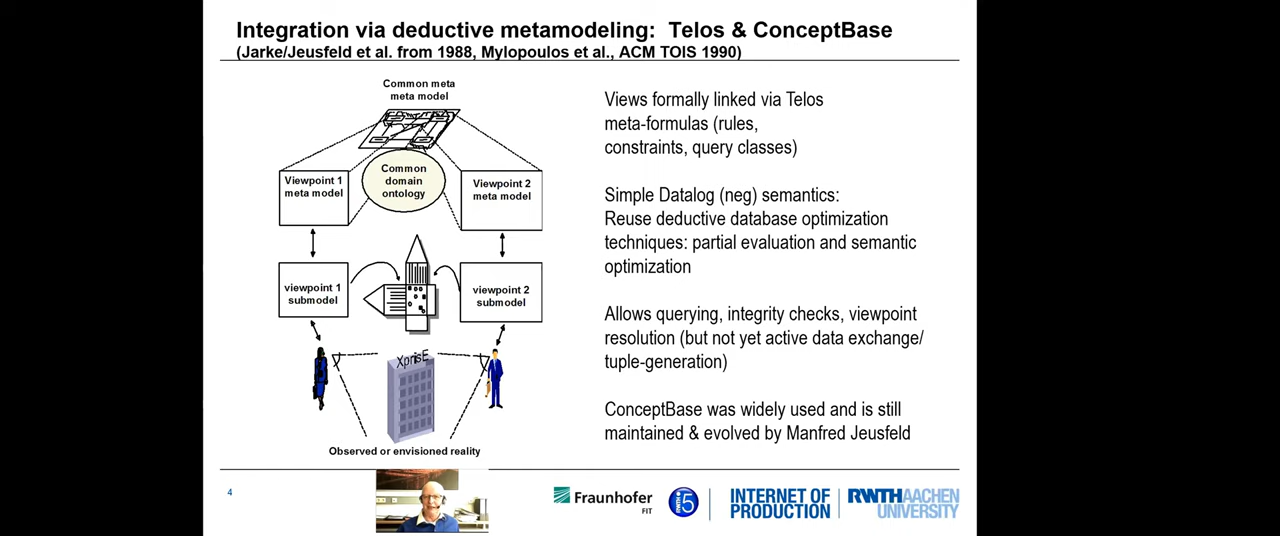 Integration via deductive metamodeling: Telos & ConceptBase
(Jarke/Jeusfeld et al. from 1988, Mylopoulos et al., ACM TOIS 1990)
Common meta
meta model
Viewpoint 1
meta model
Common
domain
ontology
Viewpoint 2
meta model
viewpoint 1
submodel
viewpoint 2
submodel
XprisE
Observed or envisioned reality
Views formally linked via Telos
meta-formulas (rules,
constraints, query classes)
Simple Datalog (neg) semantics:
Reuse deductive database optimization
techniques: partial evaluation and semantic
optimization
Allows querying, integrity checks, viewpoint
resolution (but not yet active data exchange/
tuple-generation)
ConceptBase was widely used and is still
maintained & evolved by Manfred Jeusfeld
4
Fraunhofer
FIT
5
INTERNET OF
PRODUCTION
RWTH AACHEN
UNIVERSITY